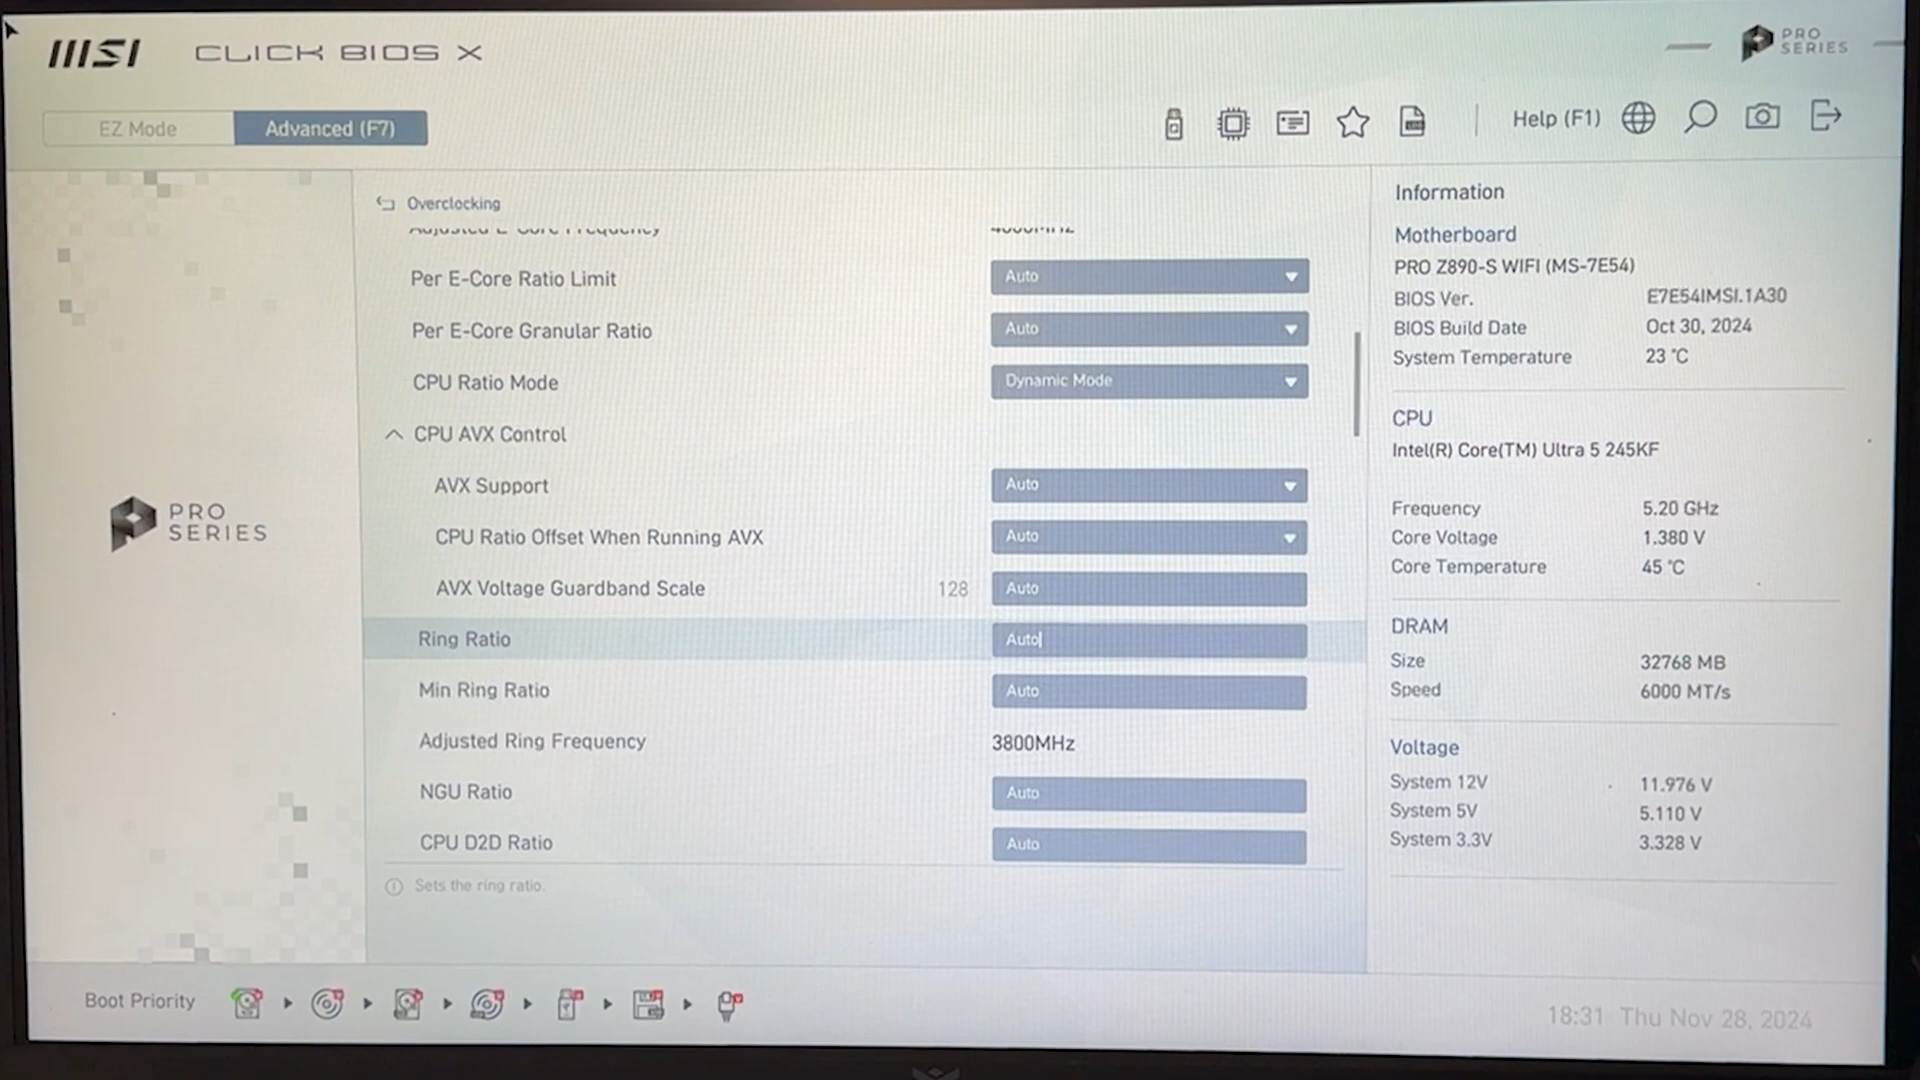 msi CLICK BIOS X
PRO SERIES
EZ Mode Advanced (F7)
Help (F1)
Overclocking
Adjusted E-Core Frequency 4600MHz
Per E-Core Ratio Limit Auto
Per E-Core Granular Ratio Auto
CPU Ratio Mode Dynamic Mode
CPU AVX Control
AVX Support Auto
CPU Ratio Offset When Running AVX Auto
AVX Voltage Guardband Scale 128 Auto
Ring Ratio Auto
Min Ring Ratio Auto
Adjusted Ring Frequency 3800MHz
NGU Ratio Auto
CPU D2D Ratio Auto
Sets the ring ratio.
PRO
SERIES
Information
Motherboard
PRO Z890-S WIFI (MS-7E54)
BIOS Ver. E7E54IMSI.1A30
BIOS Build Date Oct 30, 2024
System Temperature 23 °C
CPU
Intel(R) Core(TM) Ultra 5 245KF
Frequency 5.20 GHz
Core Voltage 1.380 V
Core Temperature 45 °C
DRAM
Size 32768 MB
Speed 6000 MT/s
Voltage
System 12V 11.976 V
System 5V 5.110 V
System 3.3V 3.328 V
Boot Priority
18:31 Thu Nov 28, 2024